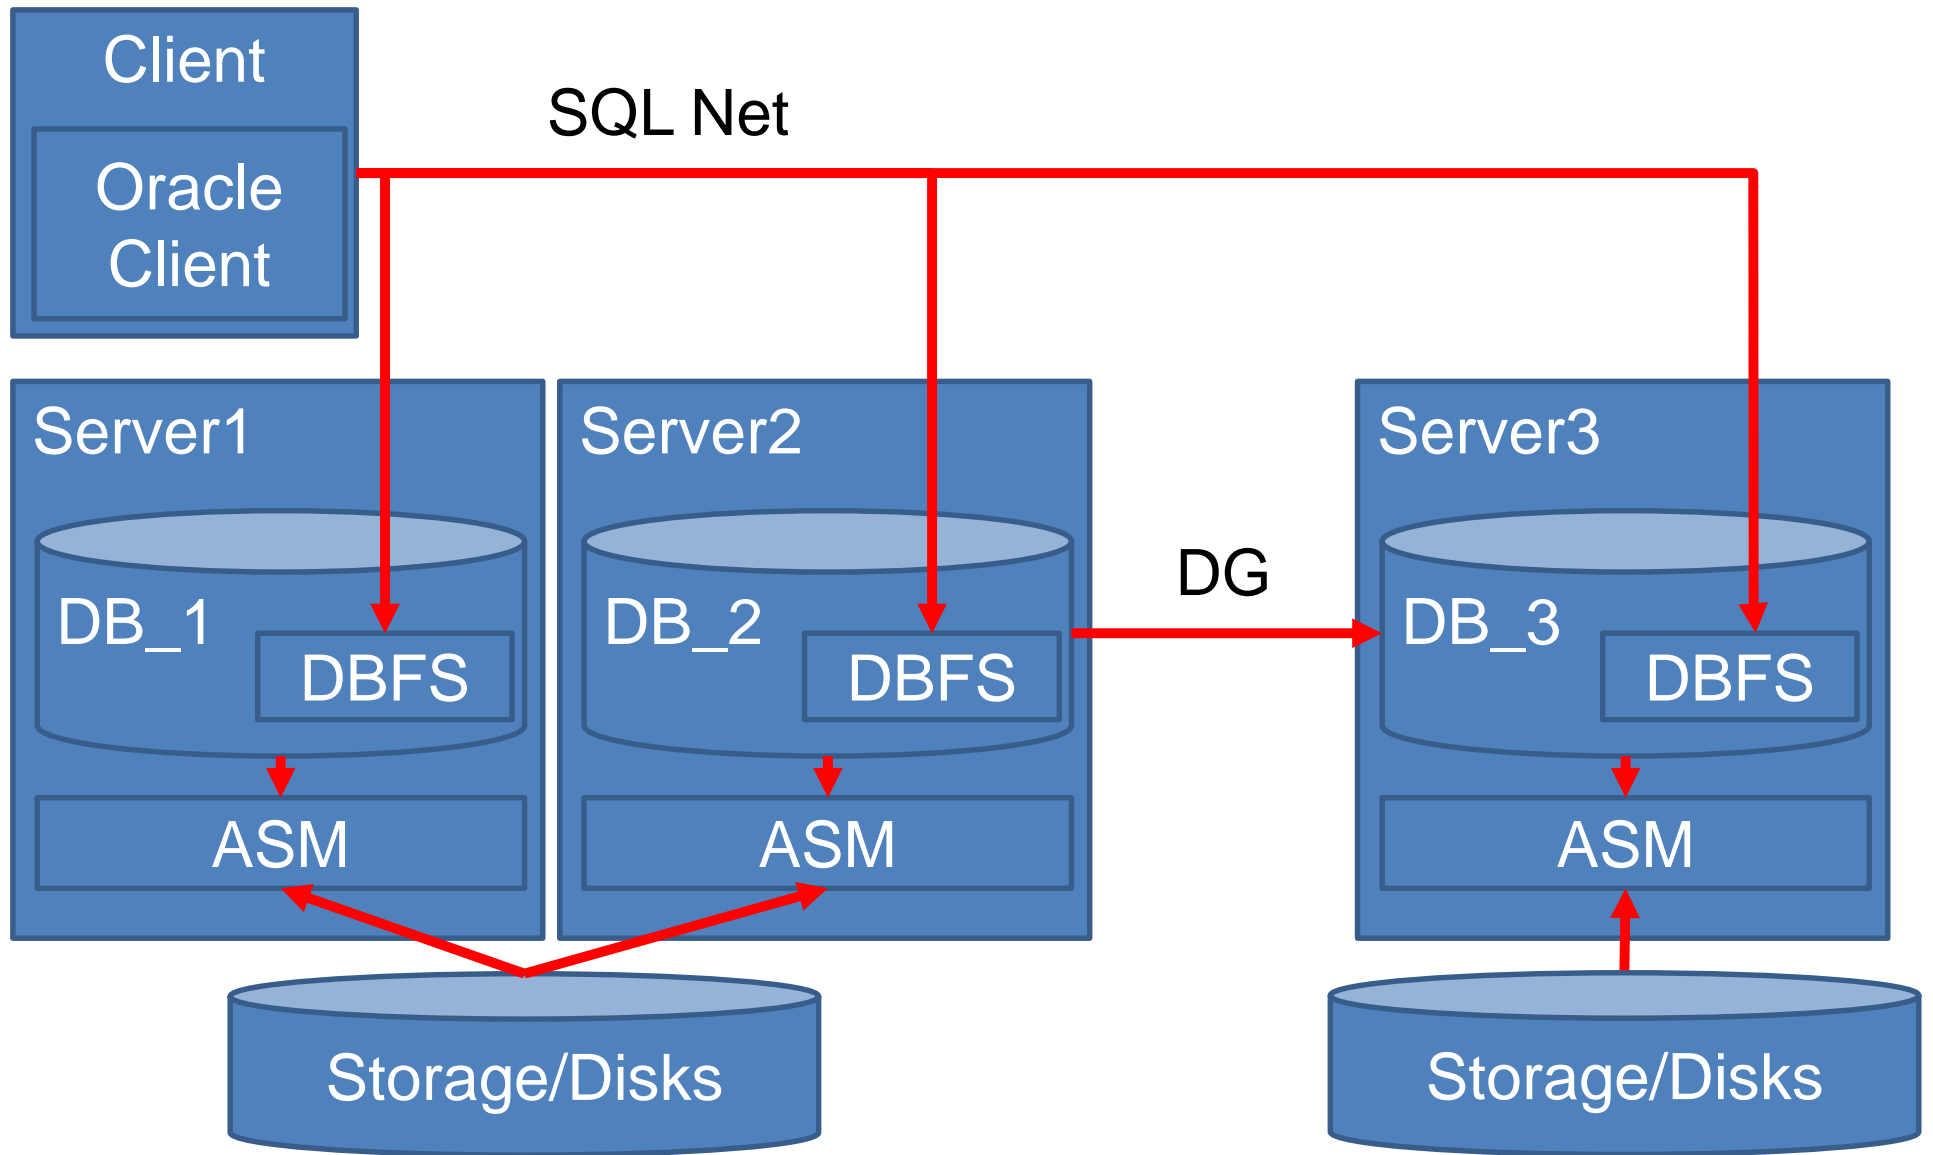 Client
Oracle
Client
SQL Net
Server1
Server2
Server3
DB_1
DBFS
DB_2
DBFS
DG
DB_3
DBFS
ASM
ASM
ASM
Storage/Disks
Storage/Disks